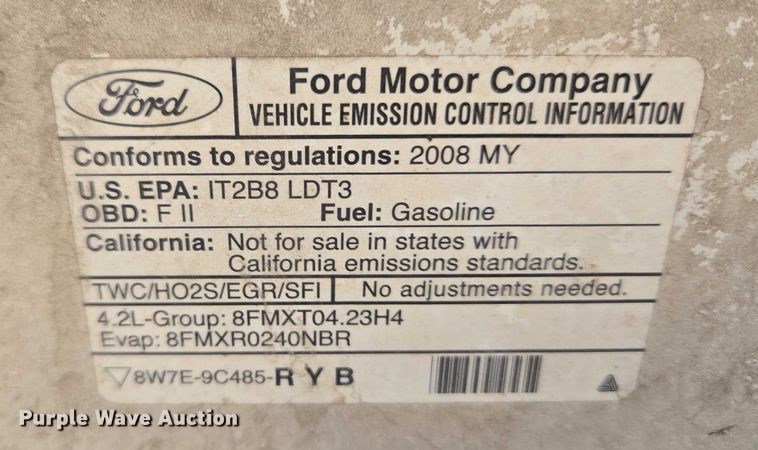 Ford
Ford Motor Company
VEHICLE EMISSION CONTROL INFORMATION
Conforms to regulations: 2008 MY
U.S. EPA: IT2B8 LDT3
OBD: F II Fuel: Gasoline
California: Not for sale in states with
California emissions standards.
TWC/HO2S/EGR/SFI No adjustments needed.
4.2L-Group: 8FMXT04.23H4
Evap: 8FMXR0240NBR
8W7E-9C485-R Y B
Purple Wave Auction